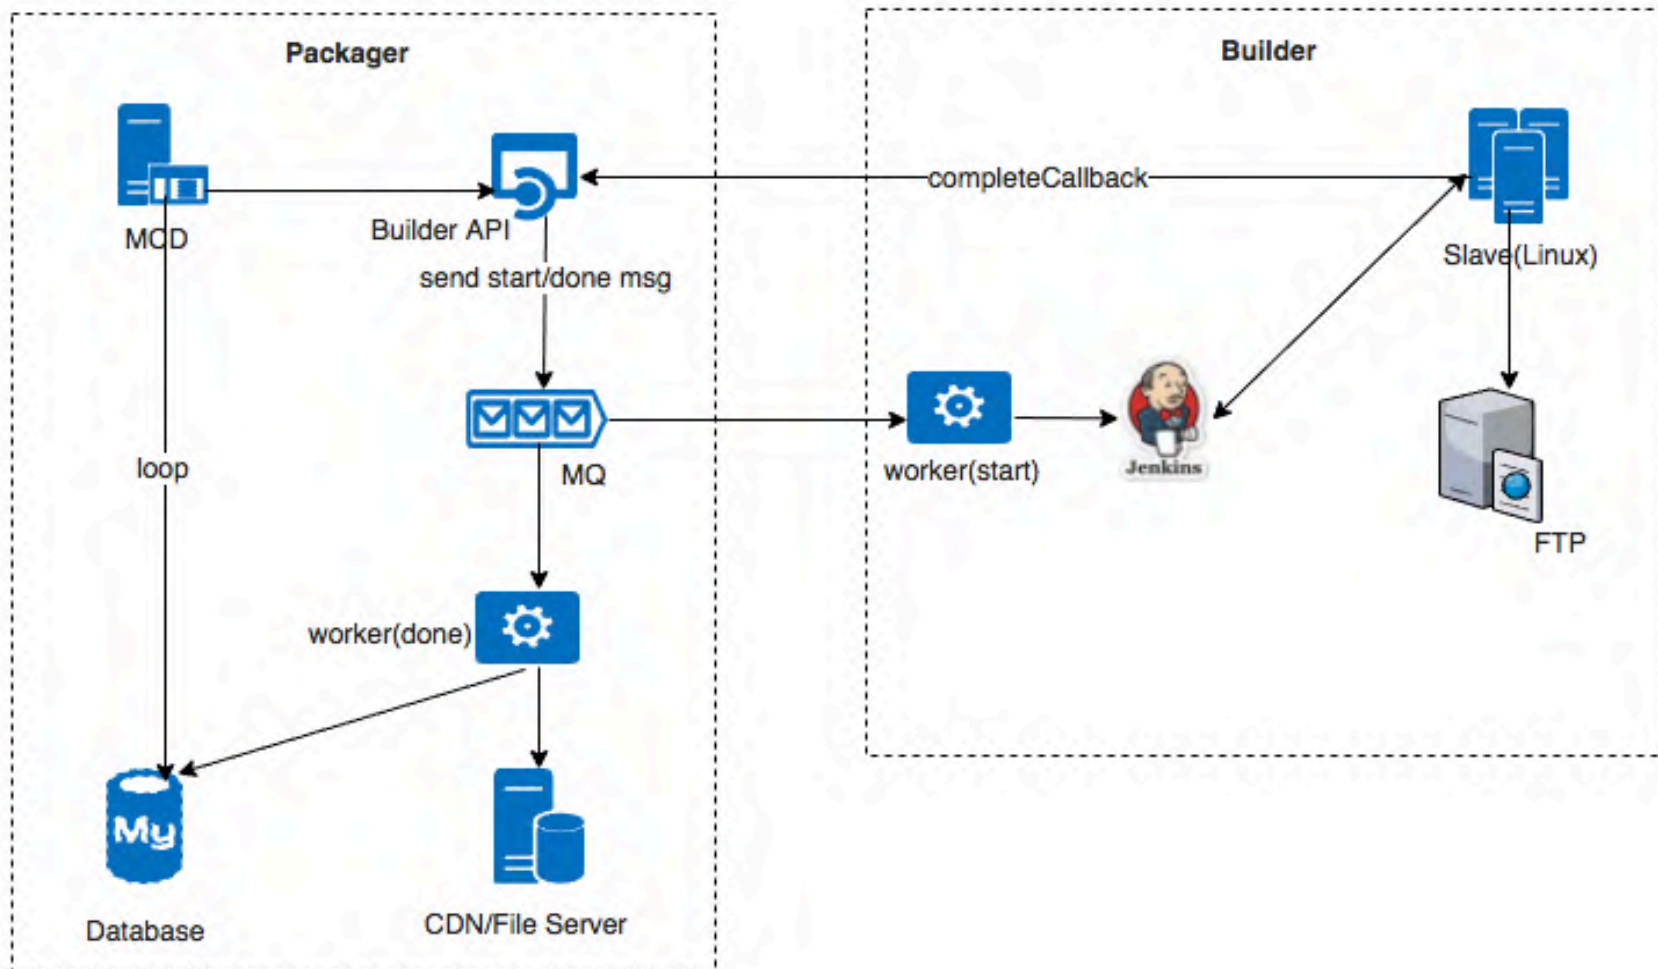 Packager
Builder
MCD
Builder API
completeCallback
Slave(Linux)
send start/done msg
loop
MQ
worker(start)
Jenkins
FTP
worker(done)
My
Database
CDN/File Server